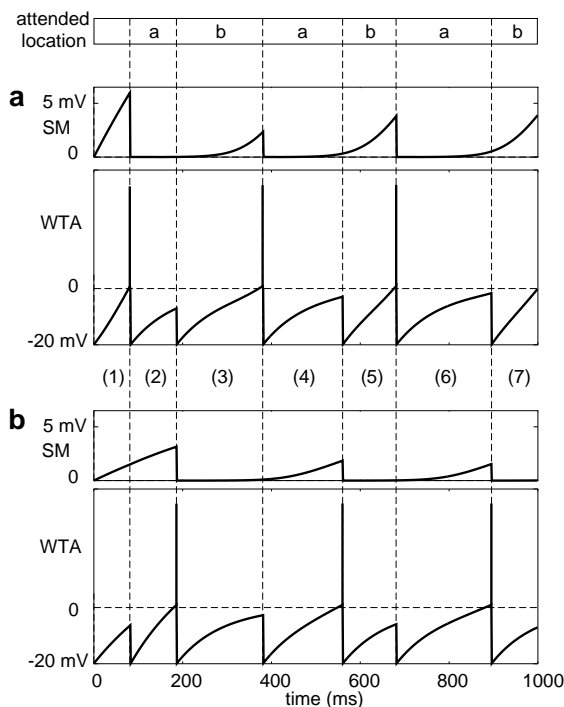 attended location
a b a b a b
a
5 mV
SM
0
WTA
0
-20 mV
(1) (2) (3) (4) (5) (6) (7)
b
5 mV
SM
0
WTA
0
-20 mV
0 200 400 600 800 1000
time (ms)